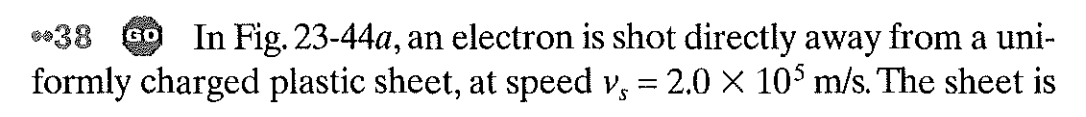 ••38 GO In Fig. 23-44a, an electron is shot directly away from a uni-
formly charged plastic sheet, at speed vₛ = 2.0 × 10⁵ m/s. The sheet is